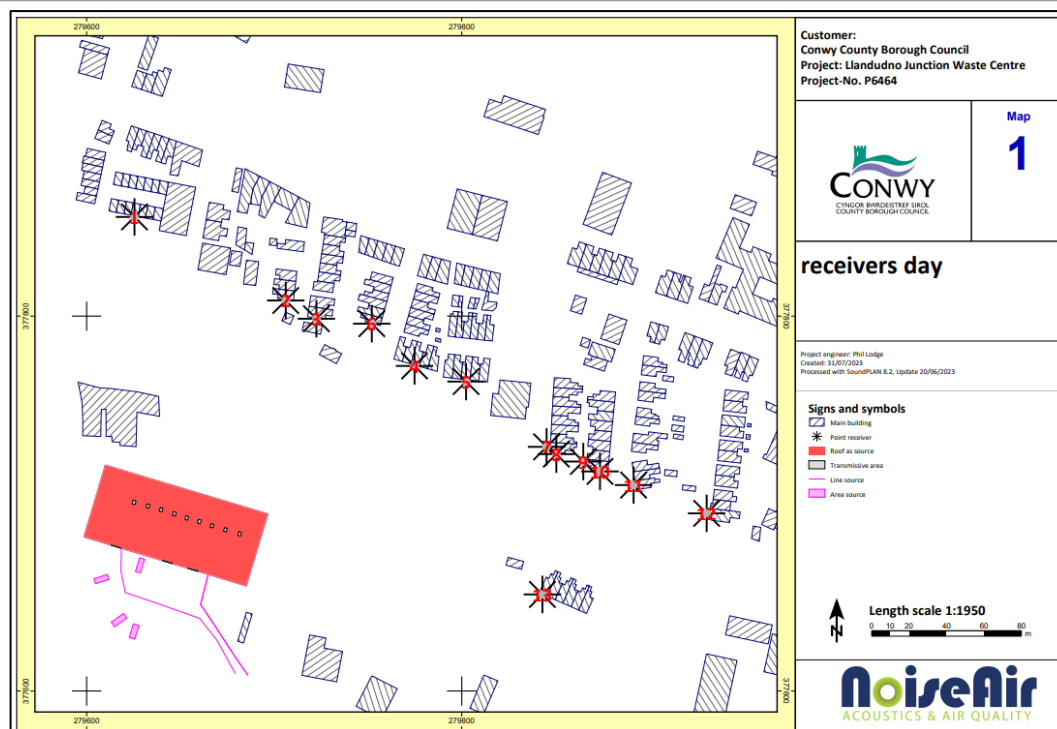 279600
279800
377800
377800
377600
377600
279600
279800
1
2
3
6
4
5
7
8
9
10
11
12
13
Customer:
Conwy County Borough Council
Project: Llandudno Junction Waste Centre
Project-No. P6464
CONWY
CYNGOR BWRDEISTREF SIROL
COUNTY BOROUGH COUNCIL
Map
1
receivers day
Project engineer: Phil Lodge
Created: 31/07/2023
Processed with SoundPLAN 8.2, Update 20/06/2023
Signs and symbols
Main building
Point receiver
Roof as source
Transmissive area
Line source
Area source
N
Length scale 1:1950
0 10 20 40 60 80
m
NoiseAir
ACOUSTICS & AIR QUALITY